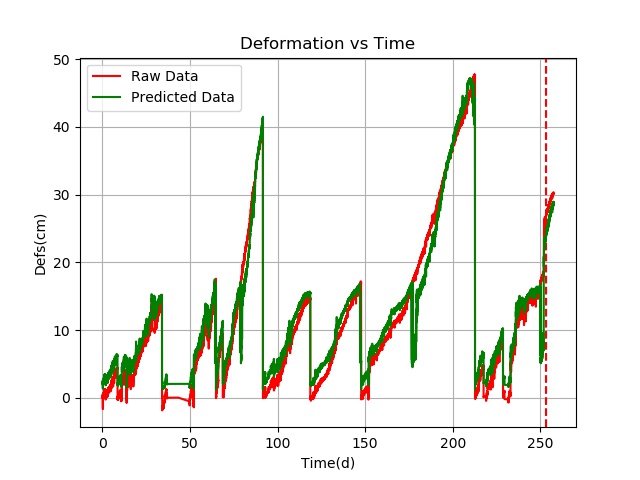 Deformation vs Time
Raw Data
Predicted Data
50
40
30
20
10
0
Defs(cm)
0 50 100 150 200 250
Time(d)